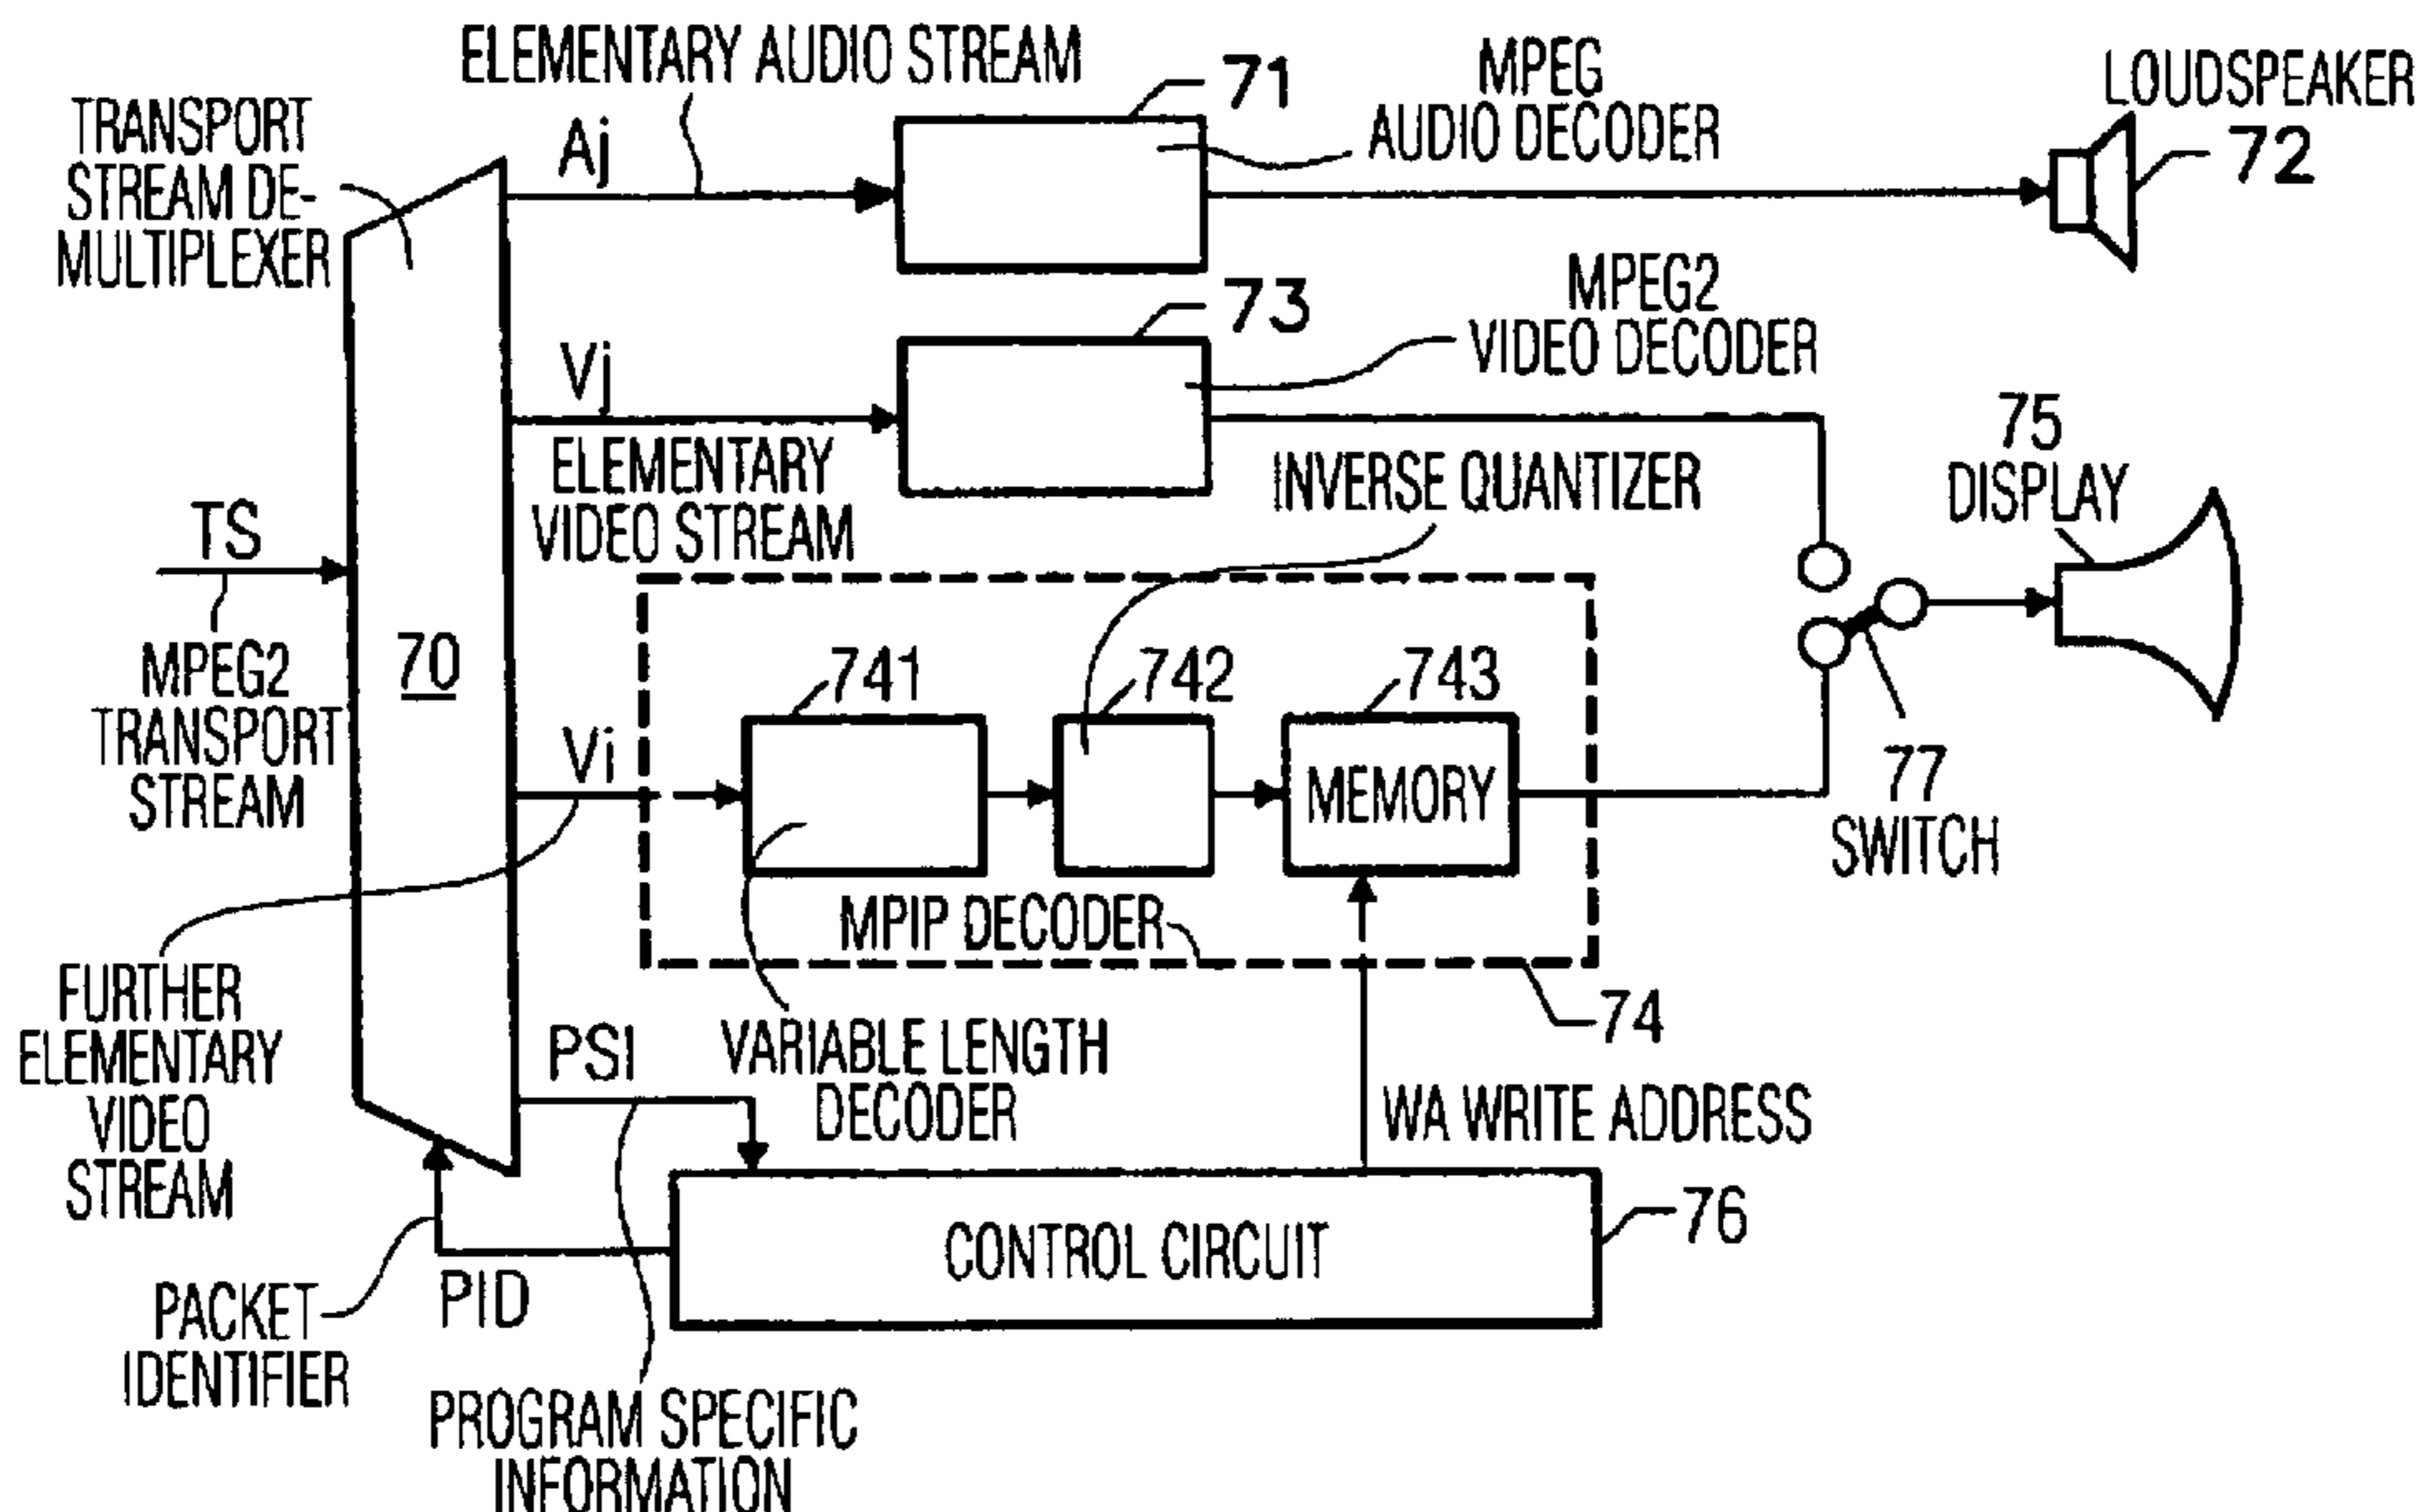 ELEMENTARY AUDIO STREAM
71
MPEG
AUDIO DECODER
LOUDSPEAKER
72
TRANSPORT
STREAM DE-
MULTIPLEXER
Aj
73
MPEG2
VIDEO DECODER
Vj
ELEMENTARY
VIDEO STREAM
INVERSE QUANTIZER
75
DISPLAY
TS
MPEG2
TRANSPORT
STREAM
70
741
742
743
MEMORY
Vi
77
SWITCH
MPIP DECODER
74
FURTHER
ELEMENTARY
VIDEO
STREAM
PSI
VARIABLE LENGTH
DECODER
WA WRITE ADDRESS
76
CONTROL CIRCUIT
PACKET
IDENTIFIER
PID
PROGRAM SPECIFIC
INFORMATION